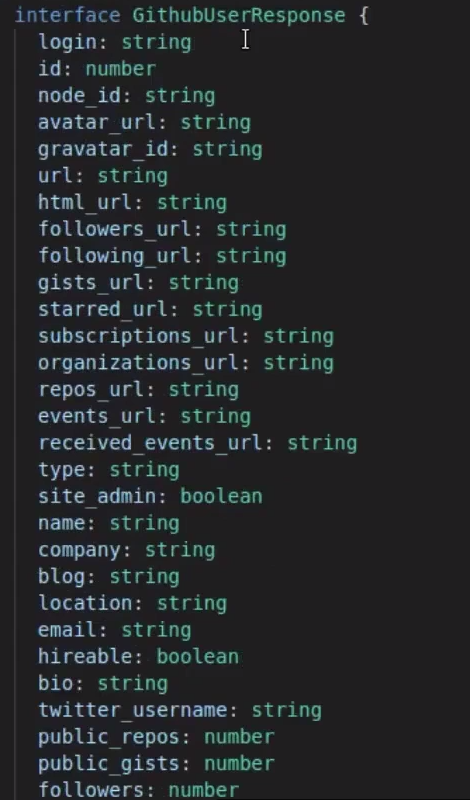 interface GithubUserResponse {
login: string
id: number
node_id: string
avatar_url: string
gravatar_id: string
url: string
html_url: string
followers_url: string
following_url: string
gists_url: string
starred_url: string
subscriptions_url: string
organizations_url: string
repos_url: string
events_url: string
received_events_url: string
type: string
site_admin: boolean
name: string
company: string
blog: string
location: string
email: string
hireable: boolean
bio: string
twitter_username: string
public_repos: number
public_gists: number
followers: number